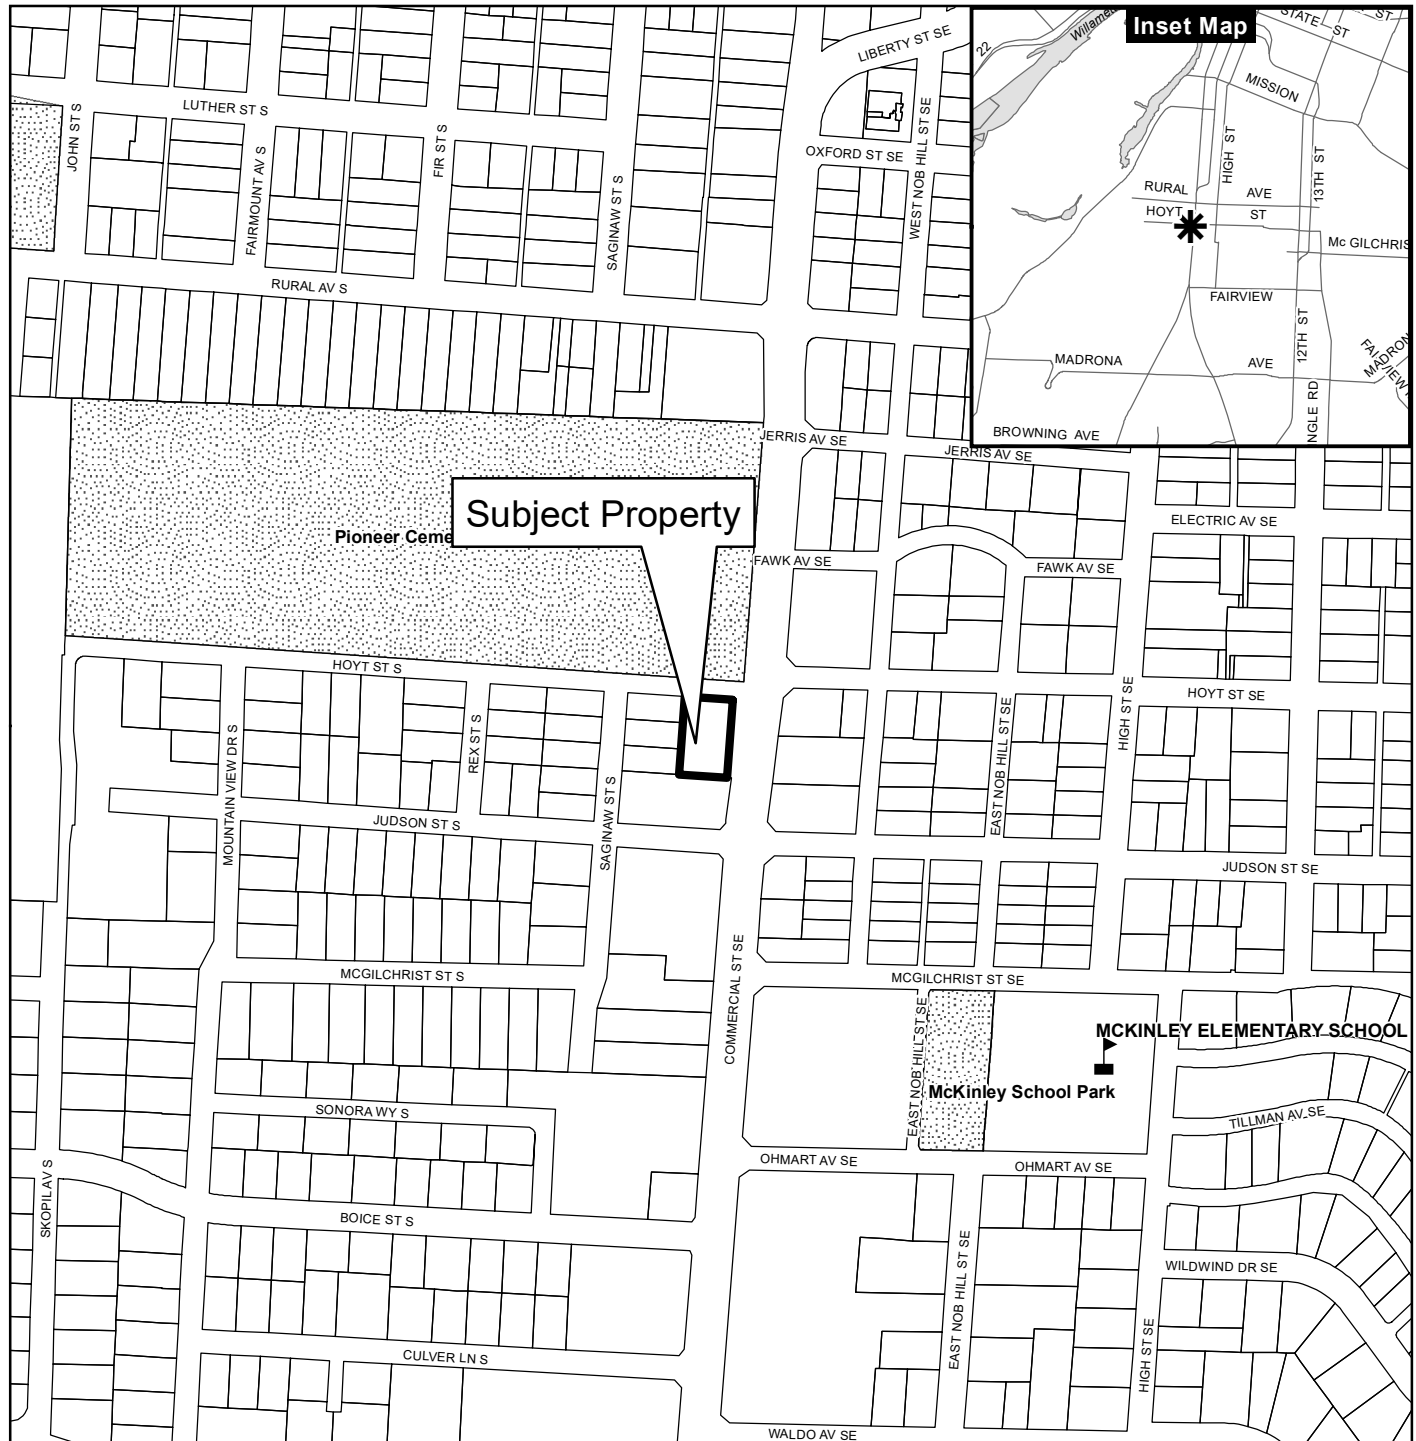 Inset Map
STATE ST
ST
22
Willamett
MISSION
HIGH ST
13TH ST
RURAL AVE
HOYT ST
Mc GILCHRIS
FAIRVIEW
12TH ST
MADRONA AVE
MADRON
FAIRVIEW
NGLE RD
BROWNING AVE
LIBERTY ST SE
LUTHER ST S
JOHN ST S
FAIRMOUNT AV S
FIR ST S
SAGINAW ST S
OXFORD ST SE
WEST NOB HILL ST SE
RURAL AV S
JERRIS AV SE
JERRIS AV SE
Subject Property
Pioneer Ceme
ELECTRIC AV SE
FAWK AV SE
FAWK AV SE
HOYT ST S
HOYT ST SE
MOUNTAIN VIEW DR S
REX ST S
SAGINAW ST S
EAST NOB HILL ST SE
HIGH ST SE
JUDSON ST S
JUDSON ST SE
MCGILCHRIST ST S
COMMERCIAL ST SE
MCGILCHRIST ST SE
EAST NOB HILL ST SE
MCKINLEY ELEMENTARY SCHOOL
McKinley School Park
SONORA WY S
TILLMAN AV SE
OHMART AV SE
OHMART AV SE
SKOPIL AV S
BOICE ST S
EAST NOB HILL ST SE
WILDWIND DR SE
HIGH ST SE
CULVER LN S
WALDO AV SE